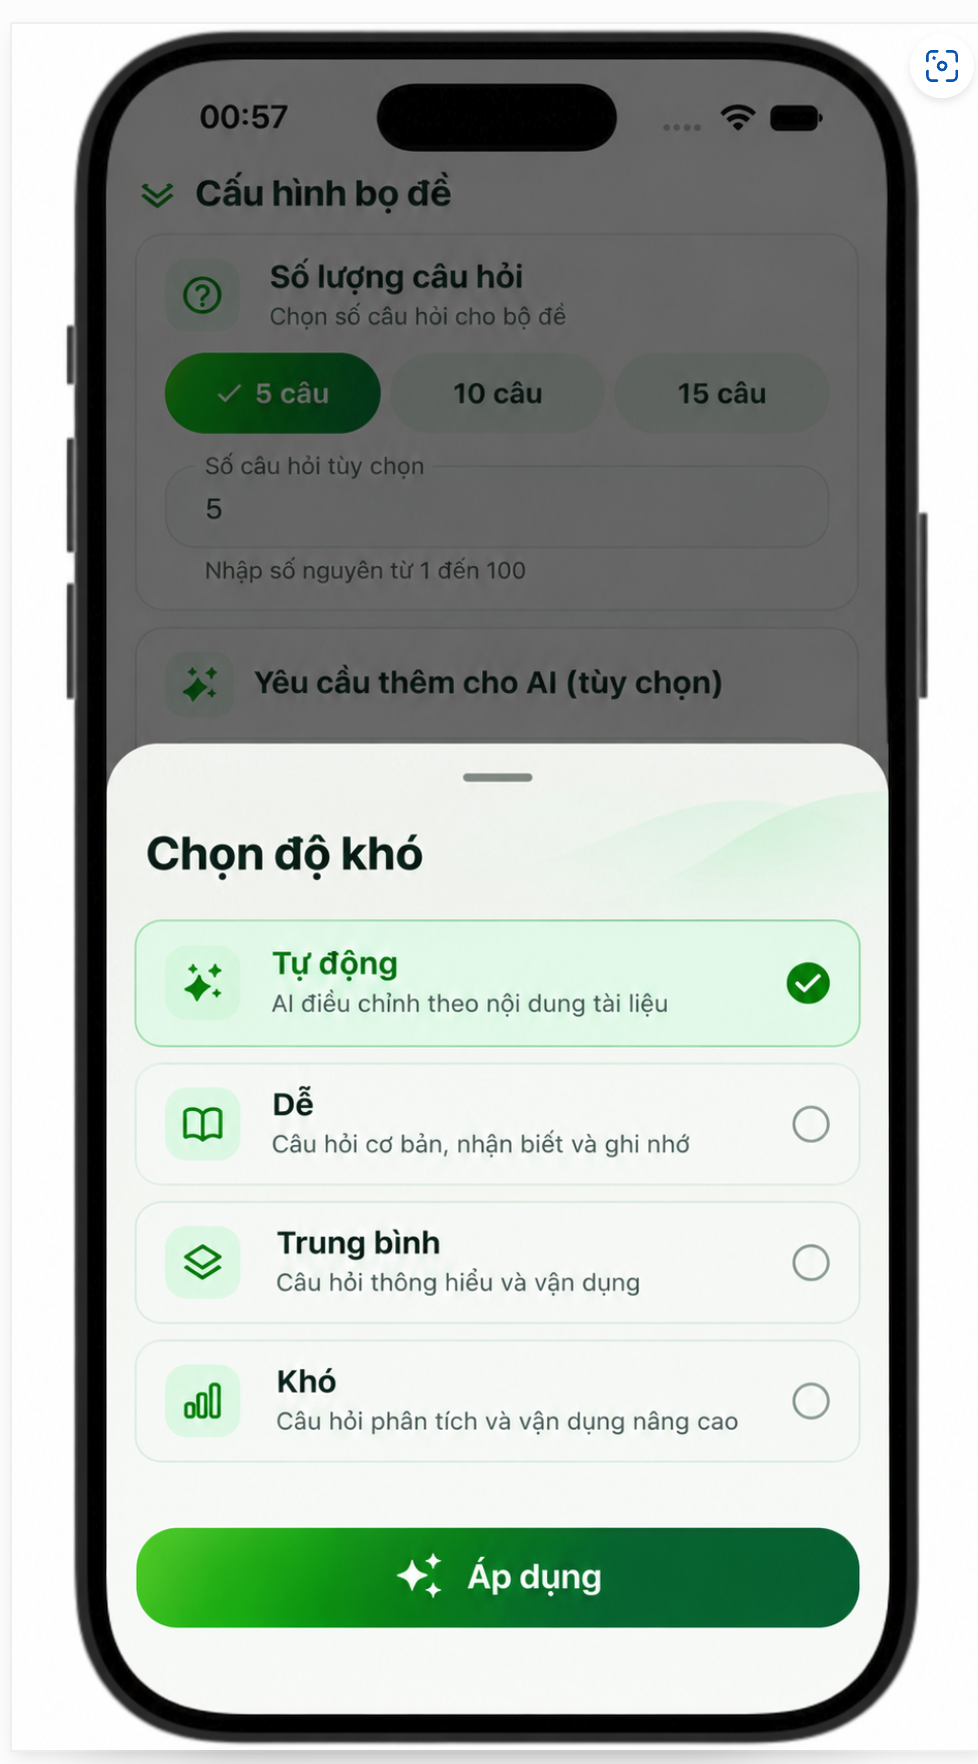 00:57
Cấu hình bọ đề
Số lượng câu hỏi
Chọn số câu hỏi cho bộ đề
5 câu
10 câu
15 câu
Số câu hỏi tùy chọn
5
Nhập số nguyên từ 1 đến 100
Yêu cầu thêm cho AI (tùy chọn)
Chọn độ khó
Tự động
AI điều chỉnh theo nội dung tài liệu
Dễ
Câu hỏi cơ bản, nhận biết và ghi nhớ
Trung bình
Câu hỏi thông hiểu và vận dụng
Khó
Câu hỏi phân tích và vận dụng nâng cao
Áp dụng